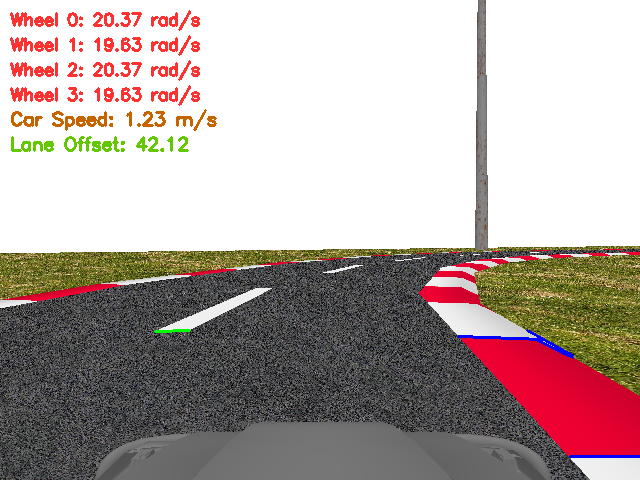 Wheel 0: 20.37 rad/s
Wheel 1: 19.63 rad/s
Wheel 2: 20.37 rad/s
Wheel 3: 19.63 rad/s
Car Speed: 1.23 m/s
Lane Offset: 42.12